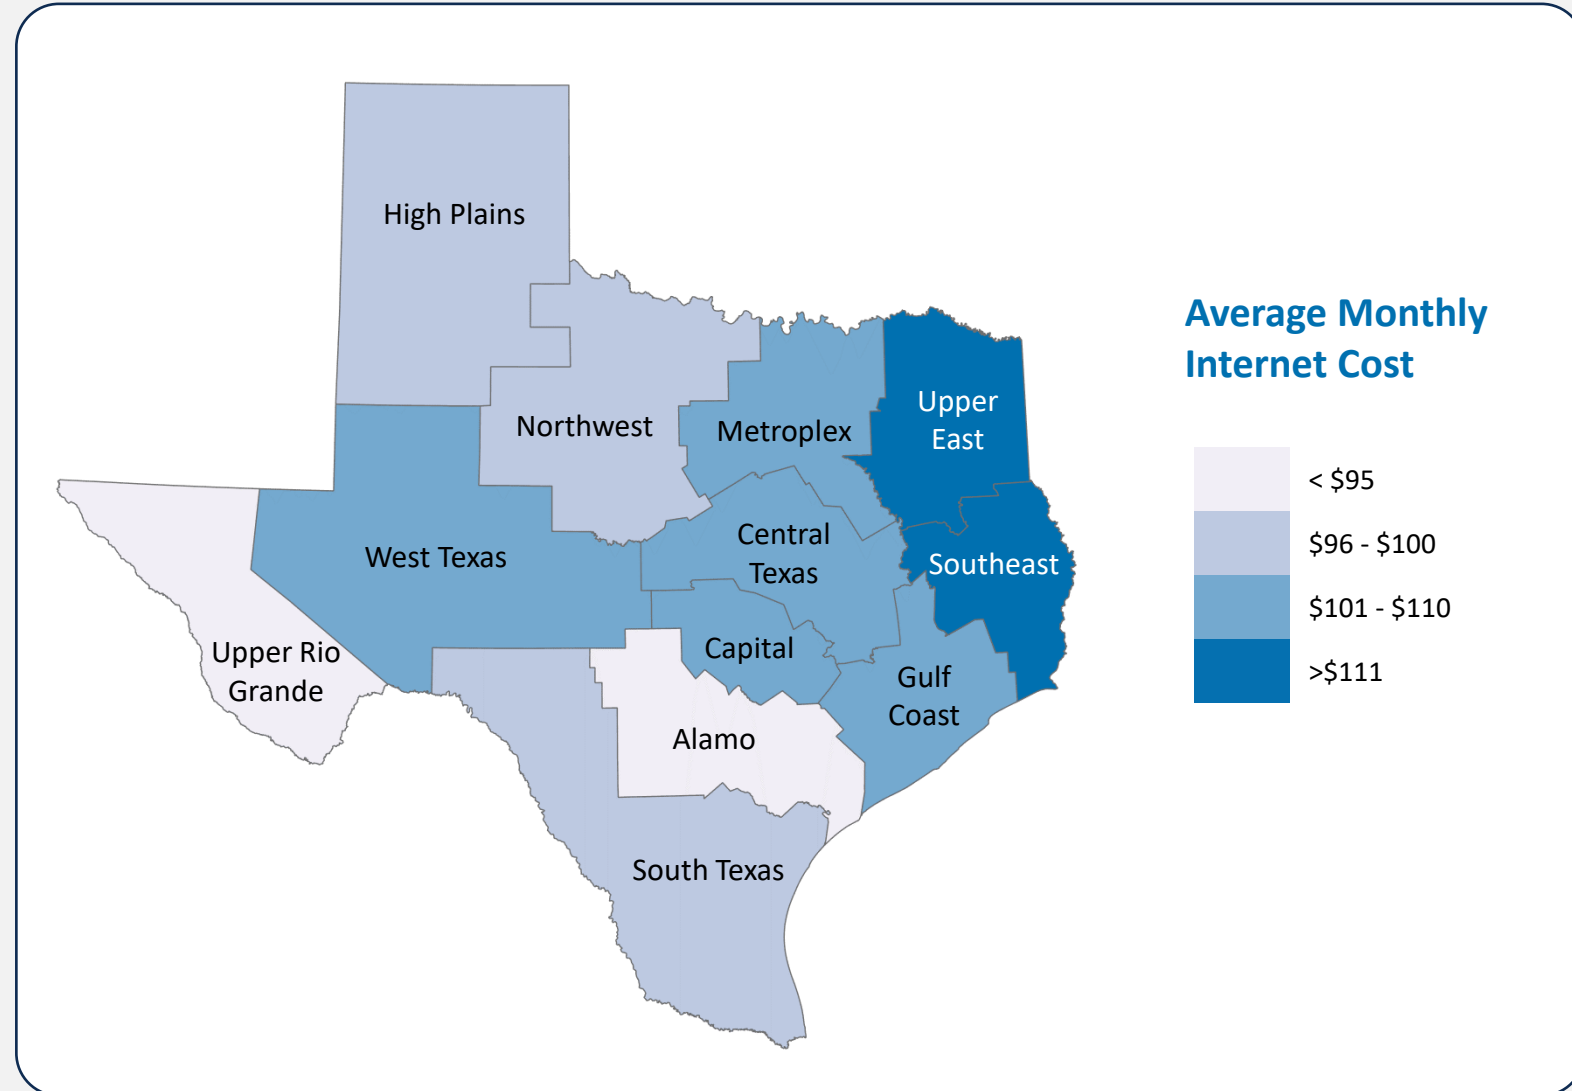 High Plains
Northwest
Metroplex
Upper
East
West Texas
Central
Texas
Southeast
Upper Rio
Grande
Capital
Gulf
Coast
Alamo
South Texas
Average Monthly
Internet Cost
< $95
$96 - $100
$101 - $110
>$111